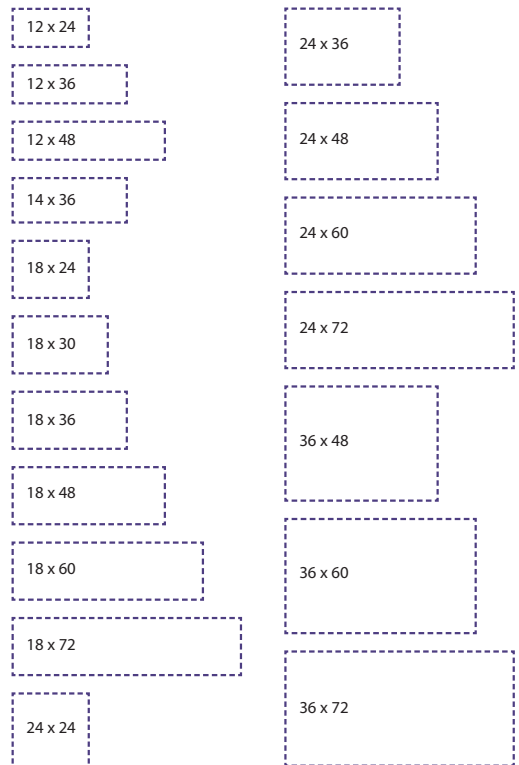 12 x 24
12 x 36
12 x 48
14 x 36
18 x 24
18 x 30
18 x 36
18 x 48
18 x 60
18 x 72
24 x 24
24 x 36
24 x 48
24 x 60
24 x 72
36 x 48
36 x 60
36 x 72